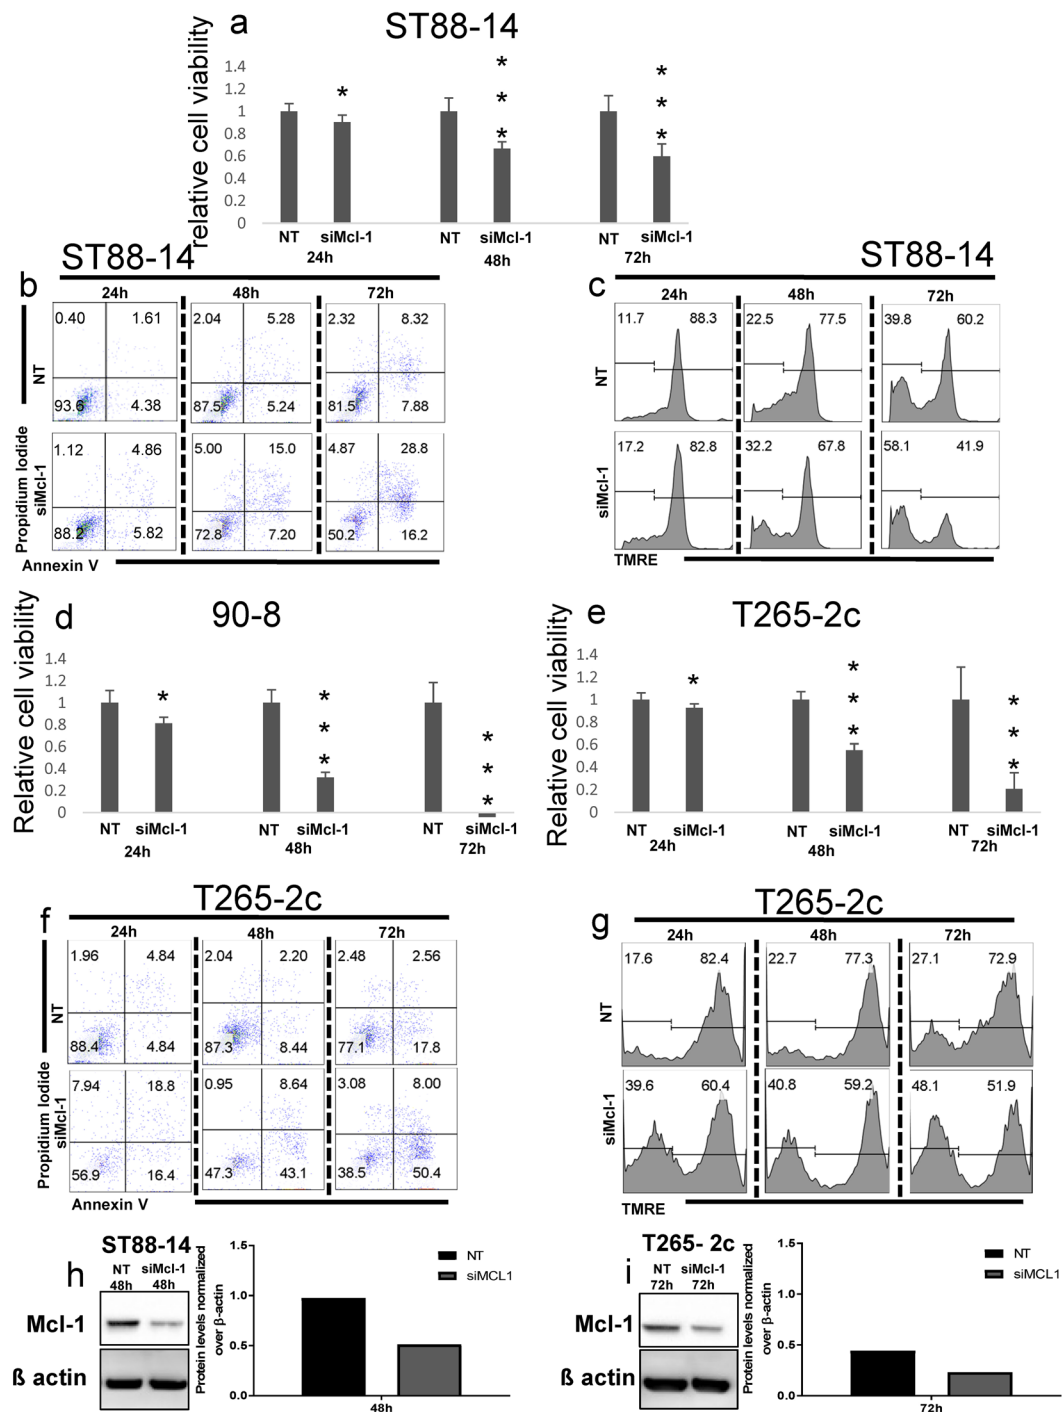 a
ST88-14
relative cell viability
1.4
1.2
1
0.8
0.6
0.4
0.2
0
*
* * *
* * *
NT siMcl-1 NT siMcl-1 NT siMcl-1
24h 48h 72h
b
ST88-14
24h 48h 72h
NT
0.40 1.61 2.04 5.28 2.32 8.32
93.6 4.38 87.5 5.24 81.5 7.88
siMcl-1
1.12 4.86 5.00 15.0 4.87 28.8
88.2 5.82 72.8 7.20 50.2 16.2
Propidium Iodide
Annexin V
c
ST88-14
24h 48h 72h
NT
11.7 88.3 22.5 77.5 39.8 60.2
siMcl-1
17.2 82.8 32.2 67.8 58.1 41.9
TMRE
d
90-8
Relative cell viability
1.4
1.2
1
0.8
0.6
0.4
0.2
0
*
* * *
* * *
NT siMcl-1 NT siMcl-1 NT siMcl-1
24h 48h 72h
e
T265-2c
Relative cell viability
1.4
1.2
1
0.8
0.6
0.4
0.2
0
*
* * *
* * *
NT siMcl-1 NT siMcl-1 NT siMcl-1
24h 48h 72h
f
T265-2c
24h 48h 72h
NT
1.96 4.84 2.04 2.20 2.48 2.56
88.4 4.84 87.3 8.44 77.1 17.8
siMcl-1
7.94 18.8 0.95 8.64 3.08 8.00
56.9 16.4 47.3 43.1 38.5 50.4
Propidium Iodide
Annexin V
g
T265-2c
24h 48h 72h
NT
17.6 82.4 22.7 77.3 27.1 72.9
siMcl-1
39.6 60.4 40.8 59.2 48.1 51.9
TMRE
h
ST88-14
NT siMcl-1
48h 48h
Mcl-1
ß actin
Protein levels normalized
over β-actin
1.5
1.0
0.5
0.0
48h
NT
siMCL1
i
T265- 2c
NT siMcl-1
72h 72h
Mcl-1
ß actin
Protein levels normalized
over β-actin
1.5
1.0
0.5
0.0
72h
NT
siMCL1